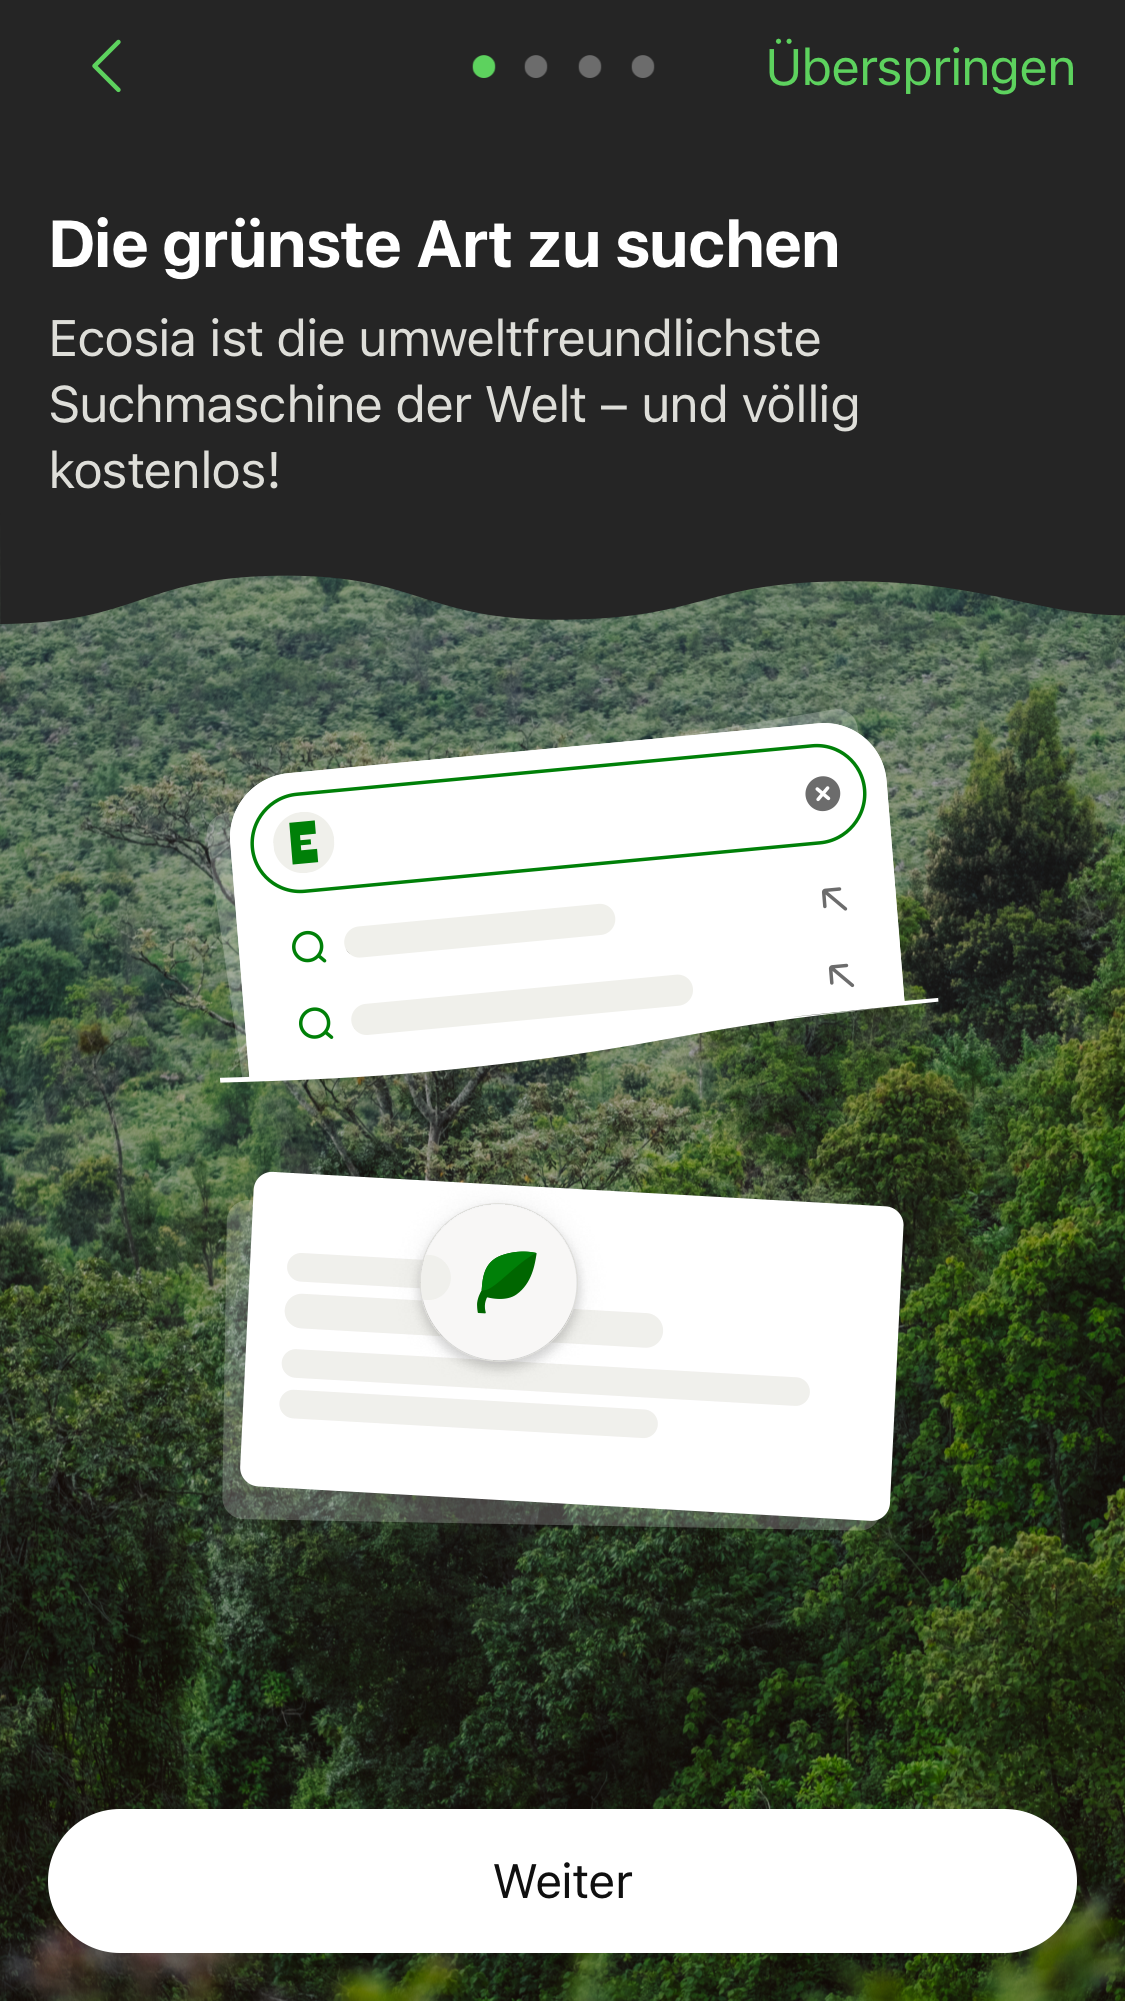 Überspringen
Die grünste Art zu suchen
Ecosia ist die umweltfreundlichste
Suchmaschine der Welt – und völlig
kostenlos!
E
Weiter